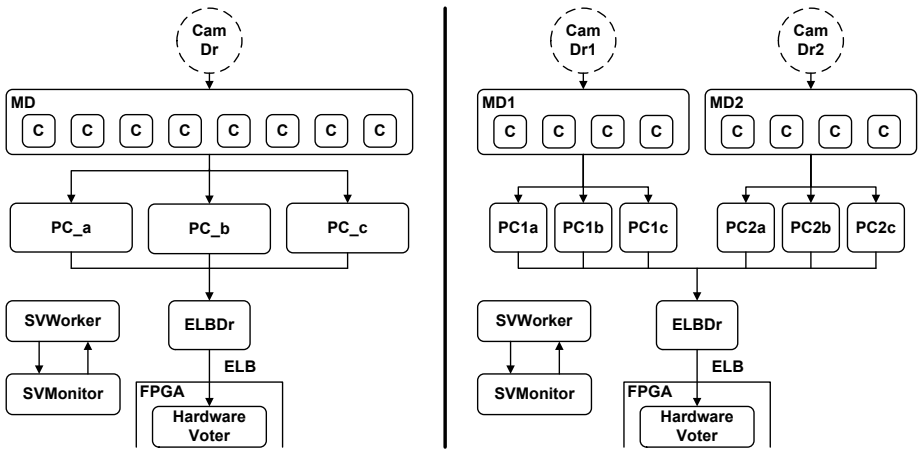 Cam
Dr
MD
C C C C C C C C
PC_a PC_b PC_c
SVWorker
ELBDr
ELB
SVMonitor
FPGA
Hardware
Voter
Cam
Dr1
Cam
Dr2
MD1
C C C C
MD2
C C C C
PC1a PC1b PC1c PC2a PC2b PC2c
SVWorker
ELBDr
ELB
SVMonitor
FPGA
Hardware
Voter